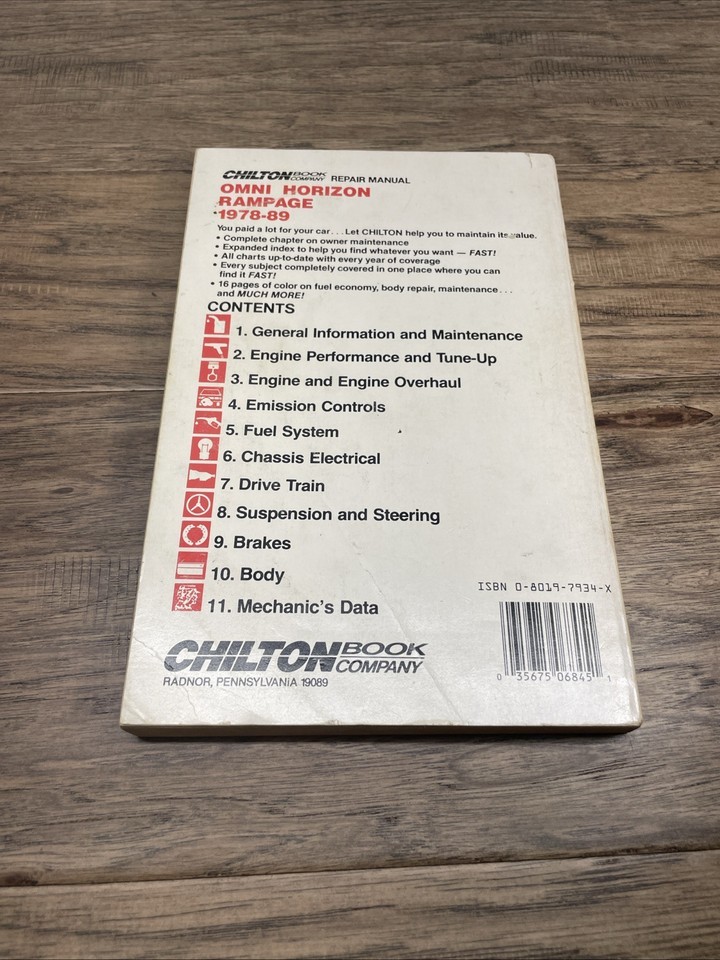 CHILTON BOOK COMPANY REPAIR MANUAL
OMNI HORIZON
RAMPAGE
1978-89
You paid a lot for your car... Let CHILTON help you to maintain its value.
• Complete chapter on owner maintenance
• Expanded index to help you find whatever you want — FAST!
• All charts up-to-date with every year of coverage
• Every subject completely covered in one place where you can
find it FAST!
• 16 pages of color on fuel economy, body repair, maintenance...
and MUCH MORE!
CONTENTS
1. General Information and Maintenance
2. Engine Performance and Tune-Up
3. Engine and Engine Overhaul
4. Emission Controls
5. Fuel System
6. Chassis Electrical
7. Drive Train
8. Suspension and Steering
9. Brakes
10. Body
11. Mechanic's Data
ISBN 0-8019-7934-X
CHILTON BOOK COMPANY
RADNOR, PENNSYLVANIA 19089
0 35675 06845 1